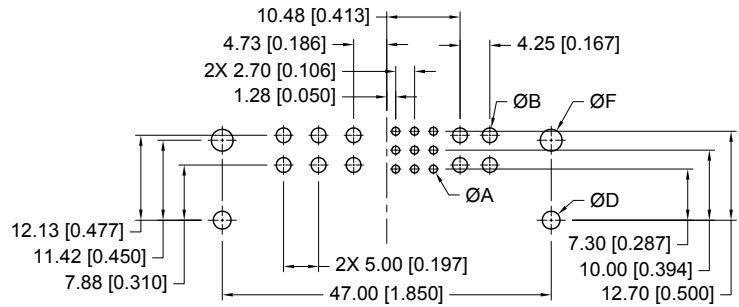 10.48 [0.413]
4.73 [0.186]
4.25 [0.167]
2X 2.70 [0.106]
1.28 [0.050]
ØB
ØF
ØA
ØD
12.13 [0.477]
11.42 [0.450]
7.88 [0.310]
2X 5.00 [0.197]
47.00 [1.850]
7.30 [0.287]
10.00 [0.394]
12.70 [0.500]